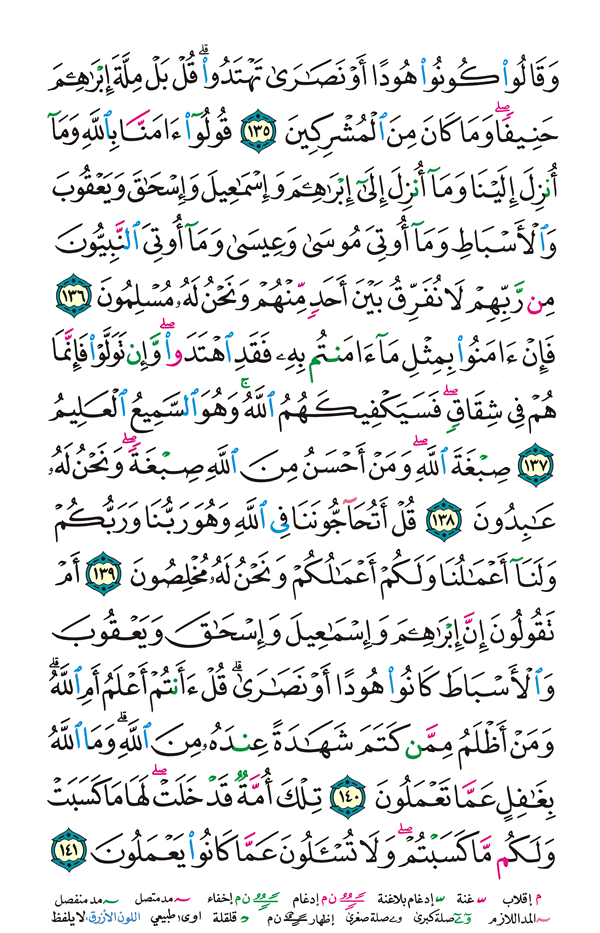 وَقَالُوا۟ كُونُوا۟ هُودًا أَوْ نَصَـٰرَىٰ تَهْتَدُوا۟ۗ قُلْ بَلْ مِلَّةَ إِبْرَٰهِـۧمَ
حَنِيفًاۖ وَمَا كَانَ مِنَ ٱلْمُشْرِكِينَ ١٣٥ قُولُوٓا۟ ءَامَنَّا بِٱللَّهِ وَمَآ
أُنزِلَ إِلَيْنَا وَمَآ أُنزِلَ إِلَىٰٓ إِبْرَٰهِـۧمَ وَإِسْمَـٰعِيلَ وَإِسْحَـٰقَ وَيَعْقُوبَ
وَٱلْأَسْبَاطِ وَمَآ أُوتِىَ مُوسَىٰ وَعِيسَىٰ وَمَآ أُوتِىَ ٱلنَّبِيُّونَ
مِن رَّبِّهِمْ لَا نُفَرِّقُ بَيْنَ أَحَدٍ مِّنْهُمْ وَنَحْنُ لَهُۥ مُسْلِمُونَ ١٣٦
فَإِنْ ءَامَنُوا۟ بِمِثْلِ مَآ ءَامَنتُم بِهِۦ فَقَدِ ٱهْتَدَوا۟ۖ وَّإِن تَوَلَّوْا۟ فَإِنَّمَا
هُمْ فِى شِقَاقٍۖ فَسَيَكْفِيكَهُمُ ٱللَّهُۚ وَهُوَ ٱلسَّمِيعُ ٱلْعَلِيمُ
١٣٧ صِبْغَةَ ٱللَّهِۖ وَمَنْ أَحْسَنُ مِنَ ٱللَّهِ صِبْغَةًۖ وَنَحْنُ لَهُۥ
عَـٰبِدُونَ ١٣٨ قُلْ أَتُحَآجُّونَنَا فِى ٱللَّهِ وَهُوَ رَبُّنَا وَرَبُّكُمْ
وَلَنَآ أَعْمَـٰلُنَا وَلَكُمْ أَعْمَـٰلُكُمْ وَنَحْنُ لَهُۥ مُخْلِصُونَ ١٣٩ أَمْ
تَقُولُونَ إِنَّ إِبْرَٰهِـۧمَ وَإِسْمَـٰعِيلَ وَإِسْحَـٰقَ وَيَعْقُوبَ
وَٱلْأَسْبَاطَ كَانُوا۟ هُودًا أَوْ نَصَـٰرَىٰۗ قُلْ ءَأَنتُمْ أَعْلَمُ أَمِ ٱللَّهُۗ
وَمَنْ أَظْلَمُ مِمَّن كَتَمَ شَهَـٰدَةً عِندَهُۥ مِنَ ٱللَّهِۗ وَمَا ٱللَّهُ
بِغَـٰفِلٍ عَمَّا تَعْمَلُونَ ١٤٠ تِلْكَ أُمَّةٌ قَدْ خَلَتْۖ لَهَا مَا كَسَبَتْ
وَلَكُم مَّا كَسَبْتُمْۖ وَلَا تُسْـَٔلُونَ عَمَّا كَانُوا۟ يَعْمَلُونَ ١٤١
م إقلاب غنة إدغام بلاغنة ن م إدغام ن م إخفاء مد متصل مد منفصل
المد اللازم صلة كبرى صلة صغرى إظهار ن م قلقلة اوى: طبيعي اللون الأزرق: لا يلفظ